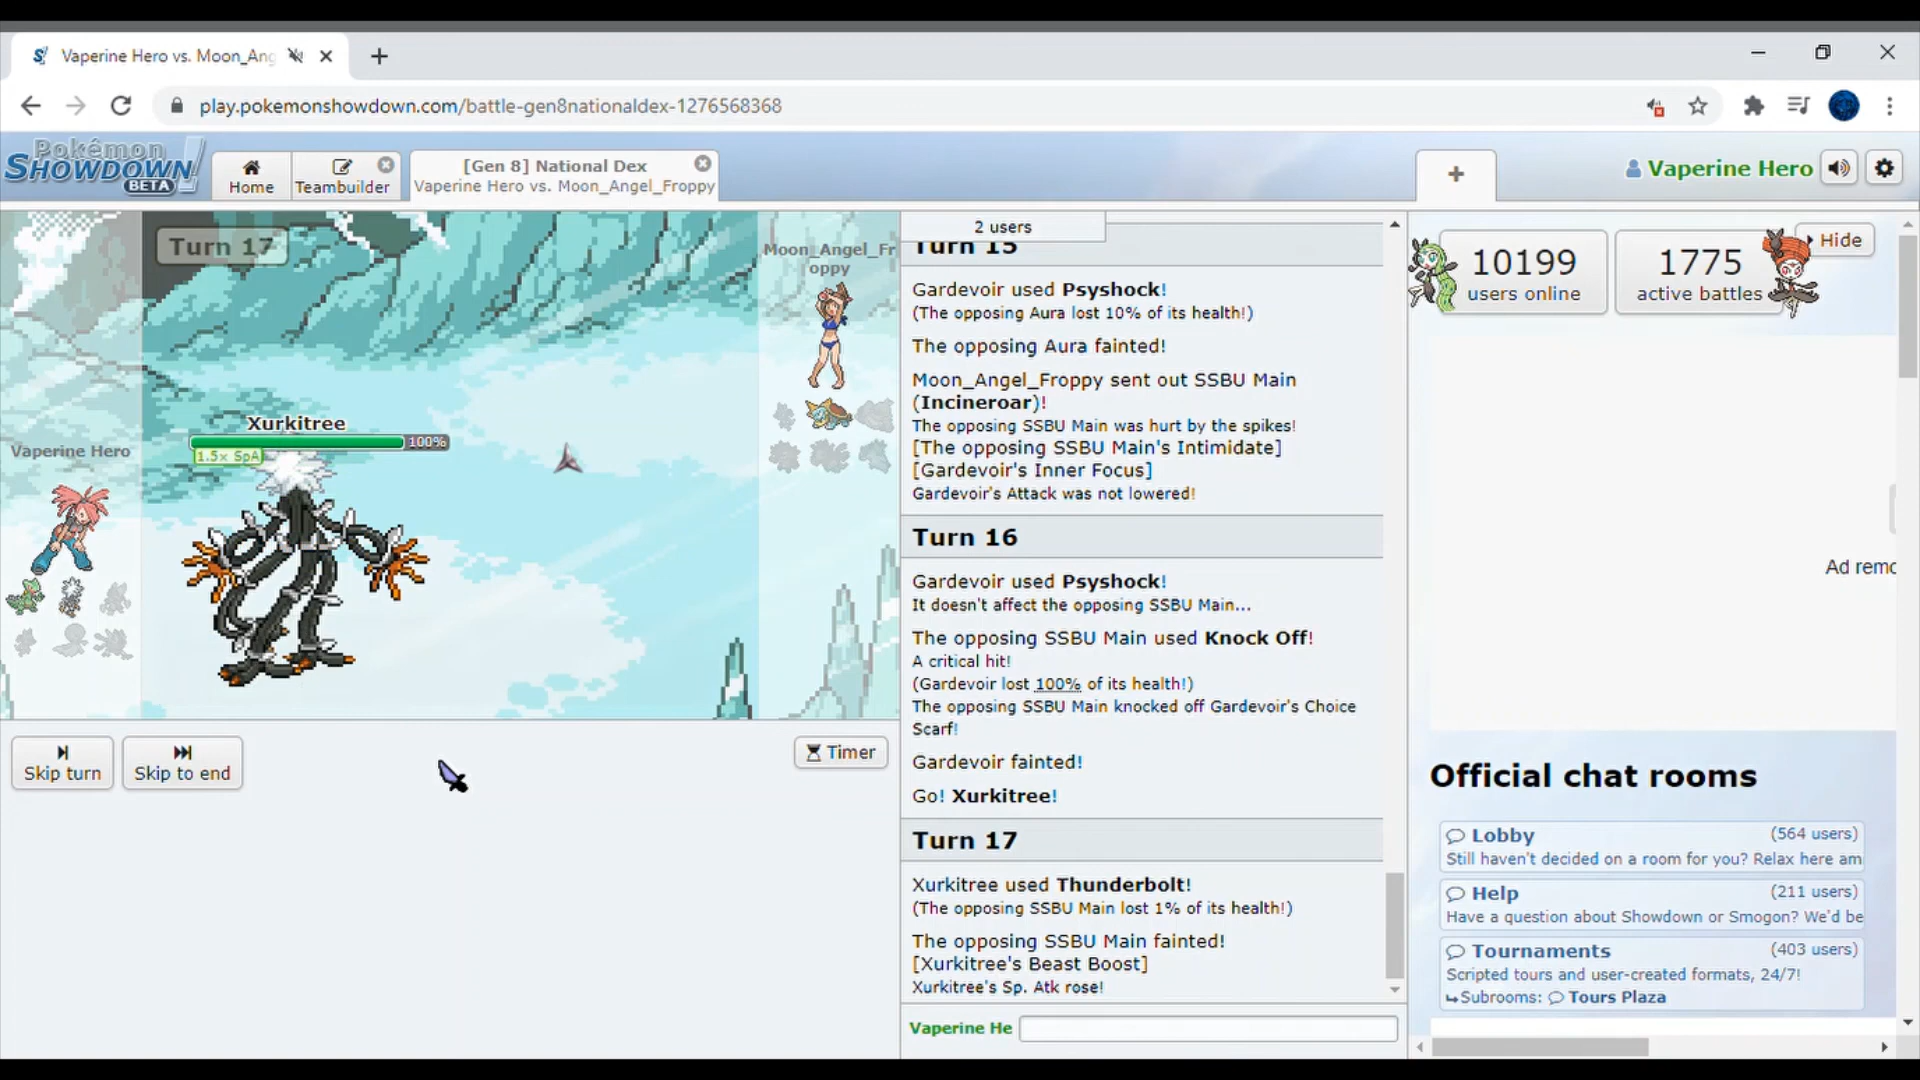 Vaperine Hero vs. Moon_Ang
play.pokemonshowdown.com/battle-gen8nationaldex-1276568368
Pokémon
SHOWDOWN!
BETA
Home
Teambuilder
[Gen 8] National Dex
Vaperine Hero vs. Moon_Angel_Froppy
+
Vaperine Hero
Turn 17
Moon_Angel_Fr
oppy
Xurkitree
100%
1.5x SpA
Vaperine Hero
Skip turn
Skip to end
Timer
2 users
Turn 15
Gardevoir used Psyshock!
(The opposing Aura lost 10% of its health!)
The opposing Aura fainted!
Moon_Angel_Froppy sent out SSBU Main
(Incineroar)!
The opposing SSBU Main was hurt by the spikes!
[The opposing SSBU Main's Intimidate]
[Gardevoir's Inner Focus]
Gardevoir's Attack was not lowered!
Turn 16
Gardevoir used Psyshock!
It doesn't affect the opposing SSBU Main...
The opposing SSBU Main used Knock Off!
A critical hit!
(Gardevoir lost 100% of its health!)
The opposing SSBU Main knocked off Gardevoir's Choice
Scarf!
Gardevoir fainted!
Go! Xurkitree!
Turn 17
Xurkitree used Thunderbolt!
(The opposing SSBU Main lost 1% of its health!)
The opposing SSBU Main fainted!
[Xurkitree's Beast Boost]
Xurkitree's Sp. Atk rose!
Vaperine He
10199
users online
1775
active battles
Hide
Ad remo
Official chat rooms
Lobby
(564 users)
Still haven't decided on a room for you? Relax here am
Help
(211 users)
Have a question about Showdown or Smogon? We'd be
Tournaments
(403 users)
Scripted tours and user-created formats, 24/7!
Subrooms: Tours Plaza